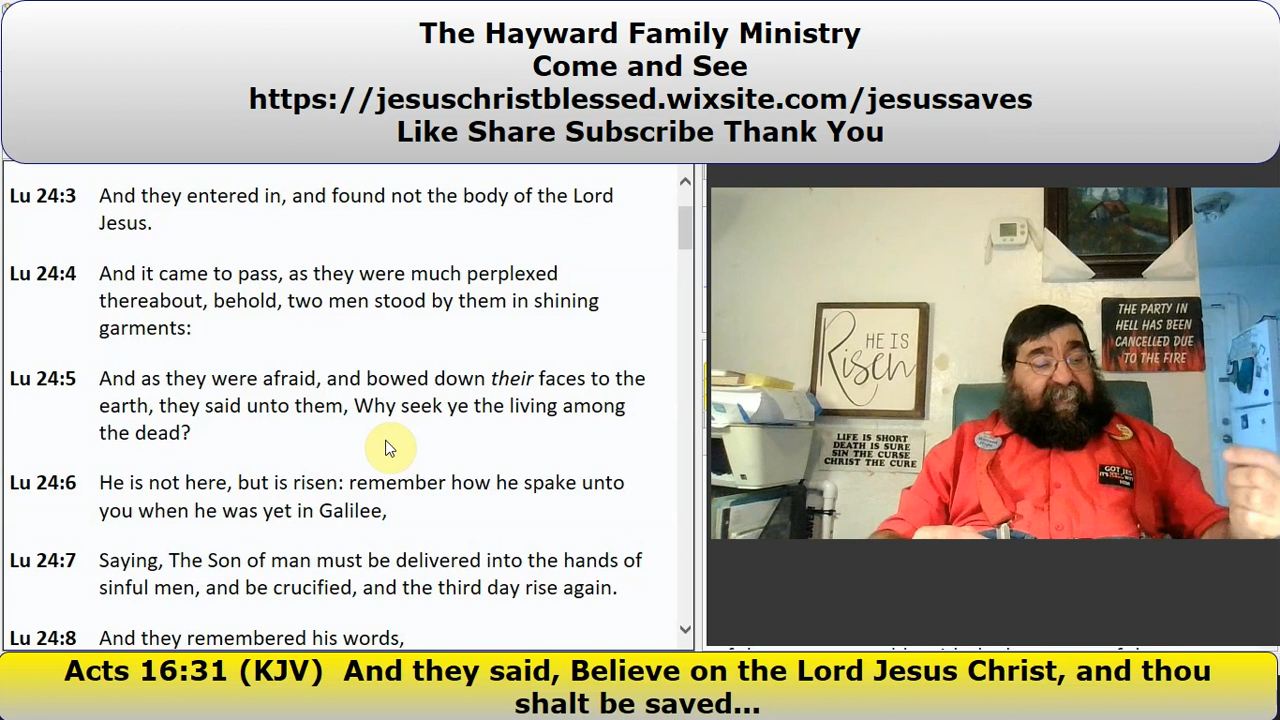 The Hayward Family Ministry
Come and See
https://jesuschristblessed.wixsite.com/jesussaves
Like Share Subscribe Thank You
Lu 24:3 And they entered in, and found not the body of the Lord
Jesus.
Lu 24:4 And it came to pass, as they were much perplexed
thereabout, behold, two men stood by them in shining
garments:
Lu 24:5 And as they were afraid, and bowed down their faces to the
earth, they said unto them, Why seek ye the living among
the dead?
Lu 24:6 He is not here, but is risen: remember how he spake unto
you when he was yet in Galilee,
Lu 24:7 Saying, The Son of man must be delivered into the hands of
sinful men, and be crucified, and the third day rise again.
Lu 24:8 And they remembered his words,
HE IS
Risen
THE PARTY IN
HELL HAS BEEN
CANCELLED DUE
TO THE FIRE
LIFE IS SHORT
DEATH IS SURE
SIN THE CURSE
CHRIST THE CURE
GOT JES
Acts 16:31 (KJV) And they said, Believe on the Lord Jesus Christ, and thou
shalt be saved...